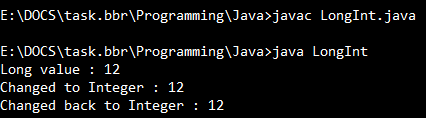 E:\DOCS\task.bbr\Programming\Java>javac LongInt.java
E:\DOCS\task.bbr\Programming\Java>java LongInt
Long value : 12
Changed to Integer : 12
Changed back to Integer : 12